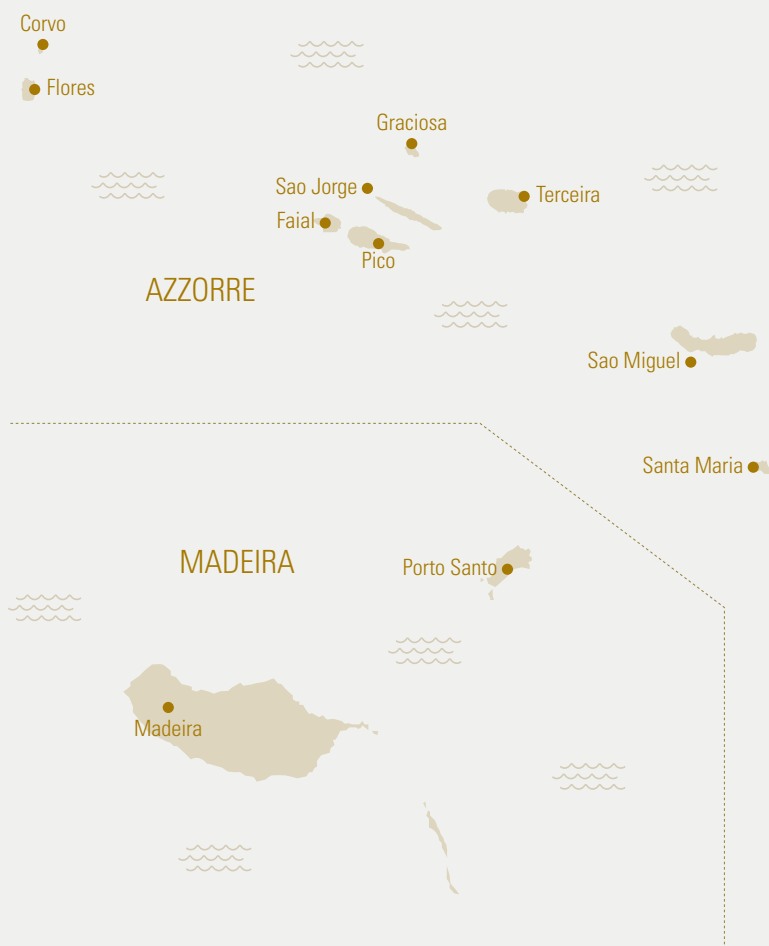 Corvo
Flores
Graciosa
Sao Jorge
Terceira
Faial
Pico
AZZORRE
Sao Miguel
Santa Maria
MADEIRA
Porto Santo
Madeira